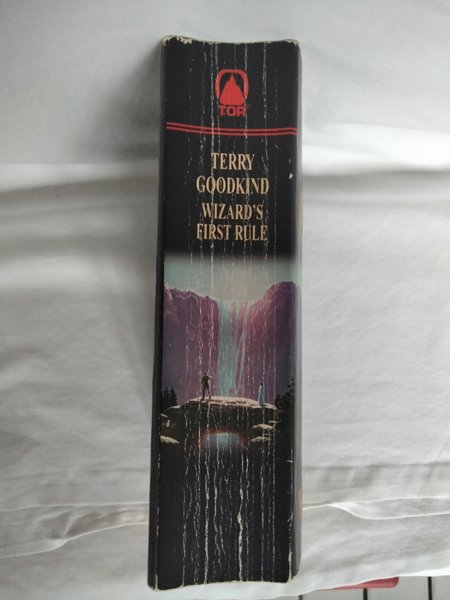 TOR
TERRY
GOODKIND
WIZARD'S
FIRST RULE